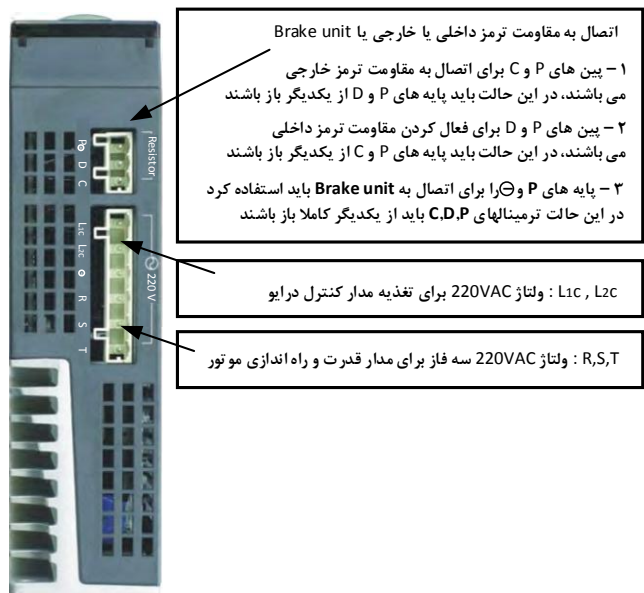 اتصال به مقاومت ترمز داخلی یا خارجی یا Brake unit
۱ – پین های P و C برای اتصال به مقاومت ترمز خارجی
می باشند، در این حالت باید پایه های P و D از یکدیگر باز باشند
۲ – پین های P و D برای فعال کردن مقاومت ترمز داخلی
می باشند، در این حالت باید پایه های P و C از یکدیگر باز باشند
۳ – پایه های P و ⊖ را برای اتصال به Brake unit باید استفاده کرد
در این حالت ترمینالهای C,D,P باید از یکدیگر کاملا باز باشند
L1C , L2C : ولتاژ 220VAC برای تغذیه مدار کنترل درایو
R,S,T : ولتاژ 220VAC سه فاز برای مدار قدرت و راه اندازی موتور
Resistor
D
C
L1C
L2C
220 V
R
S
T